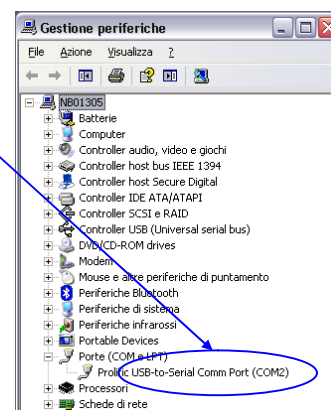 Gestione periferiche
File Azione Visualizza ?
NB01305
Batterie
Computer
Controller audio, video e giochi
Controller host bus IEEE 1394
Controller host Secure Digital
Controller IDE ATA/ATAPI
Controller SCSI e RAID
Controller USB (Universal serial bus)
DVD/CD-ROM drives
Modem
Mouse e altre periferiche di puntamento
Periferiche Bluetooth
Periferiche di sistema
Periferiche infrarossi
Portable Devices
Porte (COM e LPT)
Prolific USB-to-Serial Comm Port (COM2)
Processori
Schede di rete